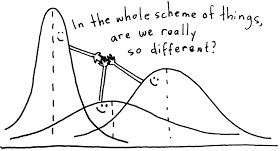 In the whole scheme of things,
are we really
so different?